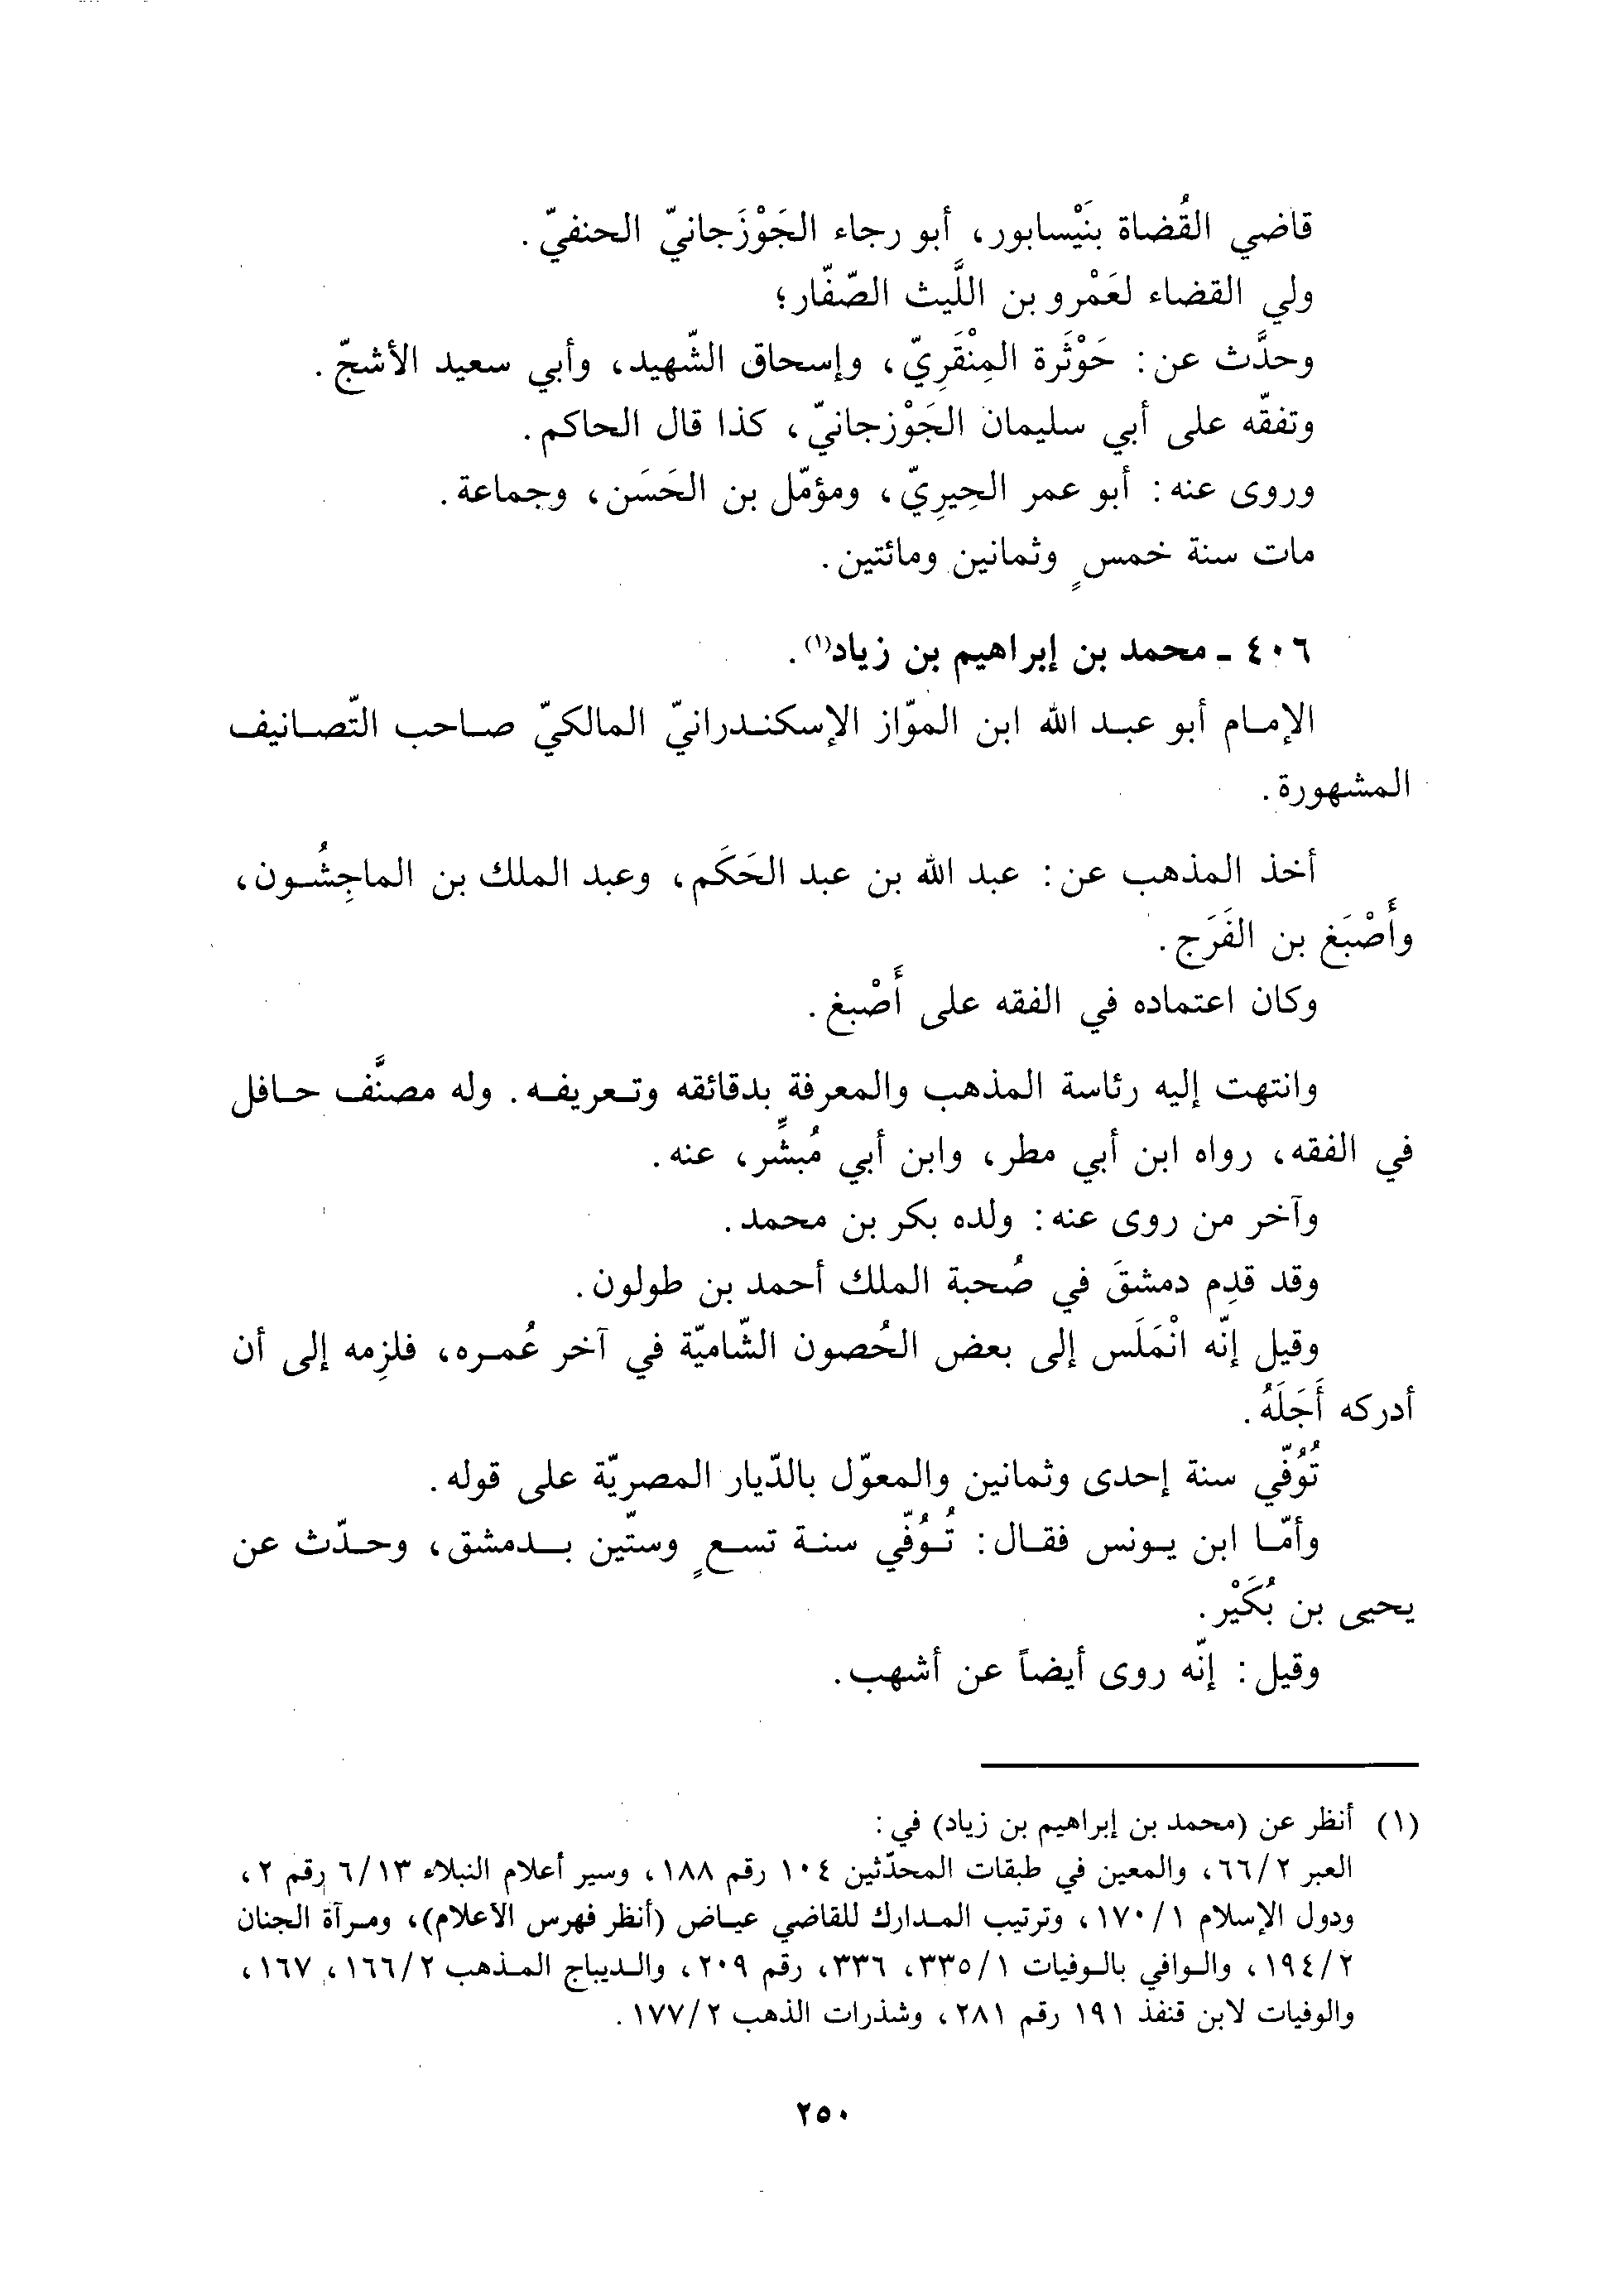 قاضي القُضاة بنَيْسابور، أبو رجاء الجَوْزَجانيّ الحنفيّ.
ولي القضاء لعَمْرو بن اللَّيث الصّفّار؛
وحدَّث عن: حَوْثَرة المِنْقَرِيّ، وإسحاق الشّهيد، وأبي سعيد الأشجّ.
وتفقّه على أبي سليمان الجَوْزجانيّ، كذا قال الحاكم.
وروى عنه: أبو عمر الحِيرِيّ، ومؤمّل بن الحَسَن، وجماعة.
مات سنة خمسٍ وثمانين ومائتين.
٤٠٦ ـ محمد بن إبراهيم بن زياد(١).
الإمام أبو عبد الله ابن الموّاز الإسكندرانيّ المالكيّ صاحب التّصانيف
المشهورة.
أخذ المذهب عن: عبد الله بن عبد الحَكَم، وعبد الملك بن الماجِشُون،
وأَصْبَغ بن الفَرَج.
وكان اعتماده في الفقه على أَصْبغ.
وانتهت إليه رئاسة المذهب والمعرفة بدقائقه وتعريفه. وله مصنَّف حافل
في الفقه، رواه ابن أبي مطر، وابن أبي مُبشِّر، عنه.
وآخر من روى عنه: ولده بكر بن محمد.
وقد قدِم دمشقَ في صُحبة الملك أحمد بن طولون.
وقيل إنّه انْمَلَس إلى بعض الحُصون الشّاميّة في آخر عُمره، فلزِمه إلى أن
أدركه أَجَلَهُ.
تُوُفّي سنة إحدى وثمانين والمعوّل بالدّيار المصريّة على قوله.
وأمّا ابن يونس فقال: تُوُفّي سنة تسعٍ وستّين بدمشق، وحدّث عن
يحيى بن بُكَيْر.
وقيل: إنّه روى أيضاً عن أشهب.
(١) أنظر عن (محمد بن إبراهيم بن زياد) في:
العبر ٢/٦٦، والمعين في طبقات المحدّثين ١٠٤ رقم ١٨٨، وسير أعلام النبلاء ١٣/٦ رقم ٢،
ودول الإسلام ١/١٧٠، وترتيب المدارك للقاضي عياض (أنظر فهرس الأعلام)، ومرآة الجنان
٢/١٩٤، والوافي بالوفيات ١/٣٣٥، ٣٣٦، رقم ٢٠٩، والديباج المذهب ٢/١٦٦، ١٦٧،
والوفيات لابن قنفذ ١٩١ رقم ٢٨١، وشذرات الذهب ٢/١٧٧.
٢٥٠